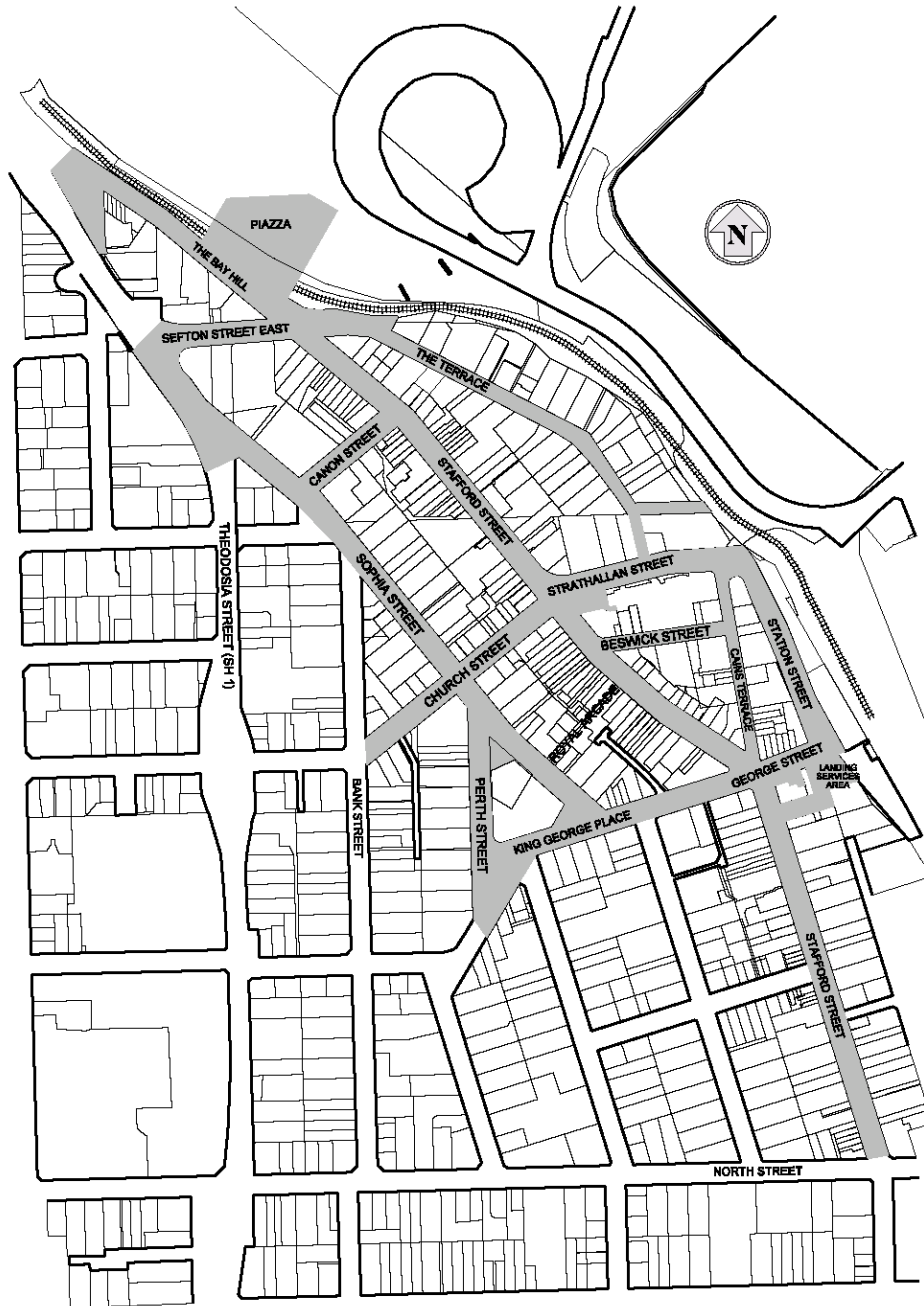 PIAZZA
N
THE BAY HILL
SEFTON STREET EAST
THE TERRACE
CANON STREET
STAFFORD STREET
THEODOSIA STREET (SH 1)
SOPHIA STREET
STRATHALLAN STREET
BESWICK STREET
CHURCH STREET
CAINS TERRACE
STATION STREET
ROYAL ARCADE
GEORGE STREET
LANDING
SERVICES
AREA
BANK STREET
PERTH STREET
KING GEORGE PLACE
STAFFORD STREET
NORTH STREET